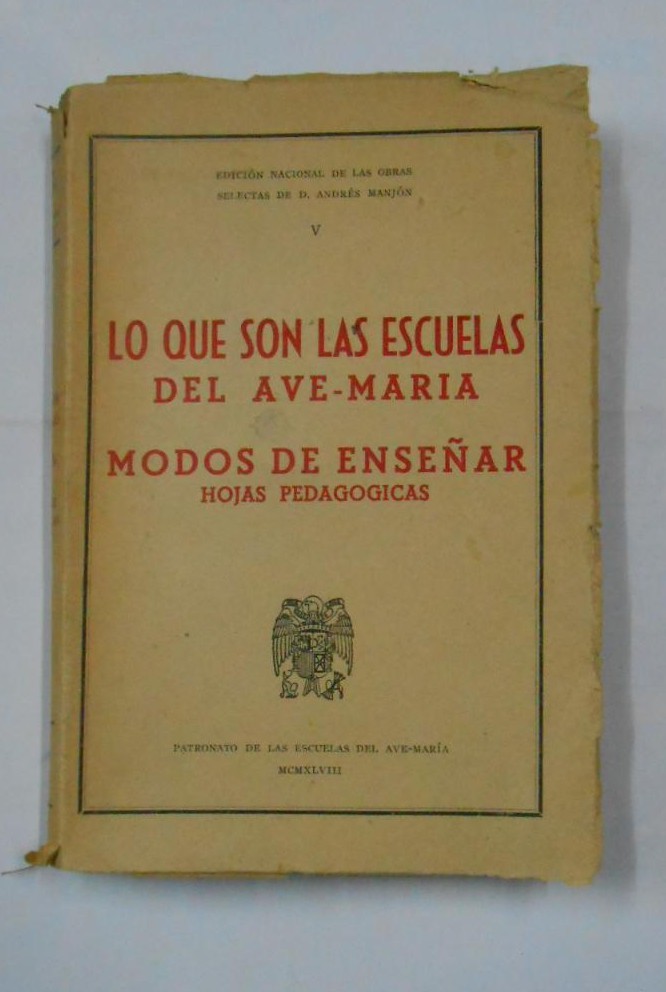 EDICIÓN NACIONAL DE LAS OBRAS
SELECTAS DE D. ANDRÉS MANJÓN
V
LO QUE SON LAS ESCUELAS
DEL AVE-MARIA
MODOS DE ENSEÑAR
HOJAS PEDAGOGICAS
PATRONATO DE LAS ESCUELAS DEL AVE-MARÍA
MCMXLVIII